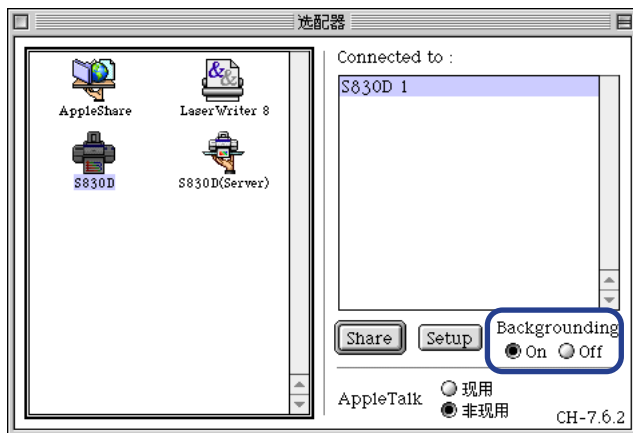 选配器
AppleShare
LaserWriter 8
S830D
S830D(Server)
Connected to :
S830D 1
Share
Setup
Backgrounding
On
Off
AppleTalk
现用
非现用
CH-7.6.2